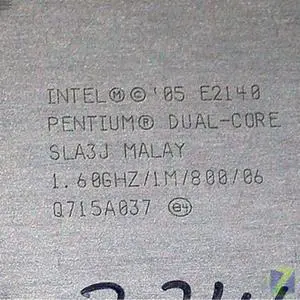 INTEL Ⓜ © '05 E2140
PENTIUM® DUAL-CORE
SLA3J MALAY
1.60GHZ/1M/800/06
Q715A037 e4